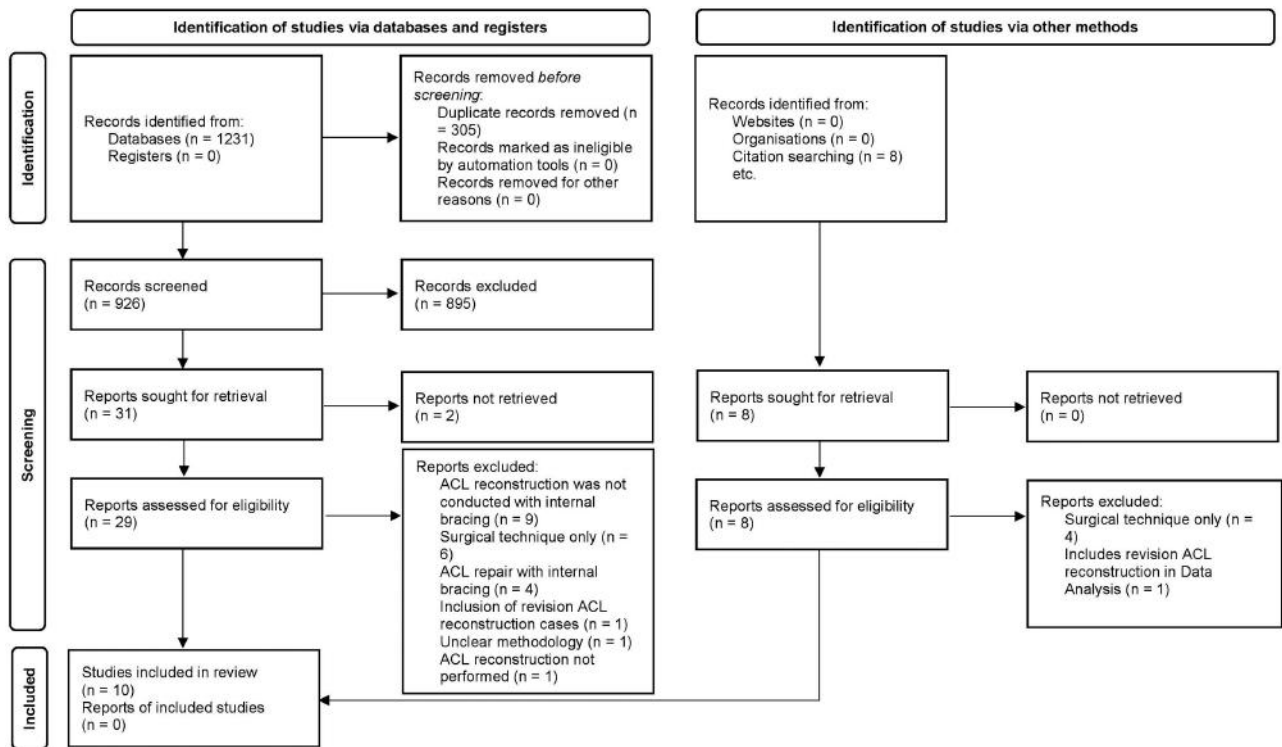 Identification of studies via databases and registers
Identification of studies via other methods
Identification
Records identified from:
Databases (n = 1231)
Registers (n = 0)
Records removed before
screening:
Duplicate records removed (n
= 305)
Records marked as ineligible
by automation tools (n = 0)
Records removed for other
reasons (n = 0)
Records identified from:
Websites (n = 0)
Organisations (n = 0)
Citation searching (n = 8)
etc.
Screening
Records screened
(n = 926)
Records excluded
(n = 895)
Reports sought for retrieval
(n = 31)
Reports not retrieved
(n = 2)
Reports sought for retrieval
(n = 8)
Reports not retrieved
(n = 0)
Reports assessed for eligibility
(n = 29)
Reports excluded:
ACL reconstruction was not
conducted with internal
bracing (n = 9)
Surgical technique only (n =
6)
ACL repair with internal
bracing (n = 4)
Inclusion of revision ACL
reconstruction cases (n = 1)
Unclear methodology (n = 1)
ACL reconstruction not
performed (n = 1)
Reports assessed for eligibility
(n = 8)
Reports excluded:
Surgical technique only (n =
4)
Includes revision ACL
reconstruction in Data
Analysis (n = 1)
Included
Studies included in review
(n = 10)
Reports of included studies
(n = 0)